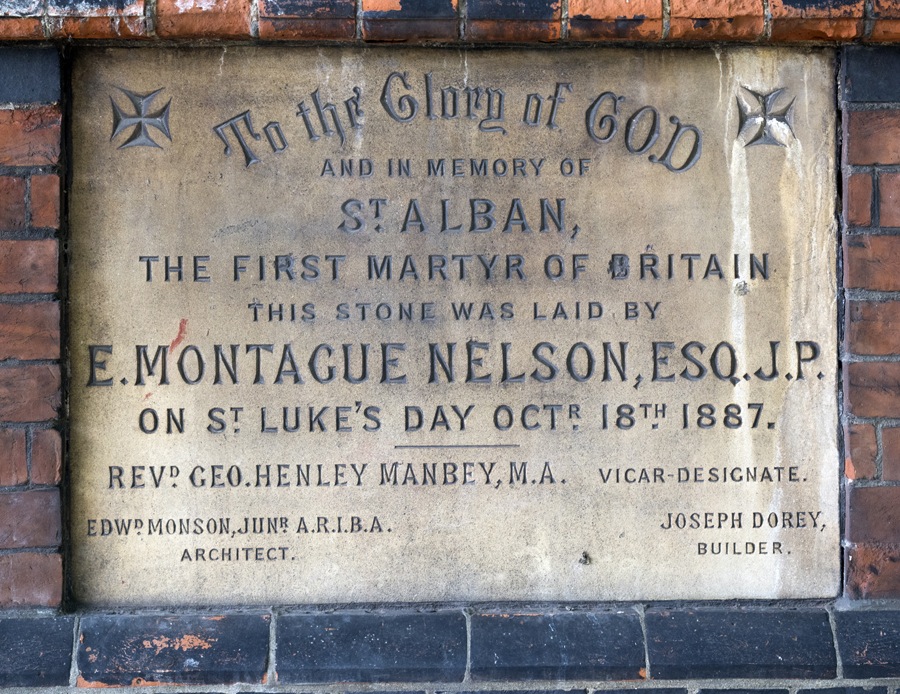 To the Glory of GOD
AND IN MEMORY OF
ST. ALBAN,
THE FIRST MARTYR OF BRITAIN
THIS STONE WAS LAID BY
E. MONTAGUE NELSON, ESQ. J.P.
ON ST. LUKE'S DAY OCTR. 18TH. 1887.
REVD. GEO. HENLEY MANBEY, M.A. VICAR-DESIGNATE.
EDWD. MONSON, JUNR. A.R.I.B.A. JOSEPH DOREY,
ARCHITECT. BUILDER.